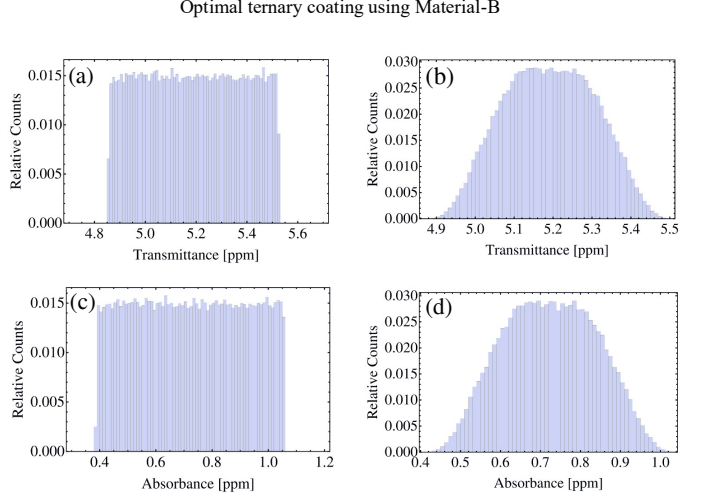 Optimal ternary coating using Material-B
(a)
Relative Counts
0.015
0.010
0.005
0.000
4.8 5.0 5.2 5.4 5.6
Transmittance [ppm]
(b)
Relative Counts
0.030
0.025
0.020
0.015
0.010
0.005
0.000
4.9 5.0 5.1 5.2 5.3 5.4 5.5
Transmittance [ppm]
(c)
Relative Counts
0.015
0.010
0.005
0.000
0.4 0.6 0.8 1.0 1.2
Absorbance [ppm]
(d)
Relative Counts
0.030
0.025
0.020
0.015
0.010
0.005
0.000
0.4 0.5 0.6 0.7 0.8 0.9 1.0
Absorbance [ppm]